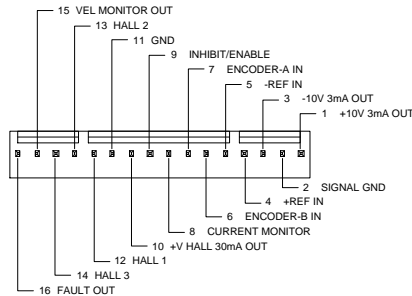 15 VEL MONITOR OUT
13 HALL 2
11 GND
9 INHIBIT/ENABLE
7 ENCODER-A IN
5 -REF IN
3 -10V 3mA OUT
1 +10V 3mA OUT
2 SIGNAL GND
4 +REF IN
6 ENCODER-B IN
8 CURRENT MONITOR
10 +V HALL 30mA OUT
12 HALL 1
14 HALL 3
16 FAULT OUT